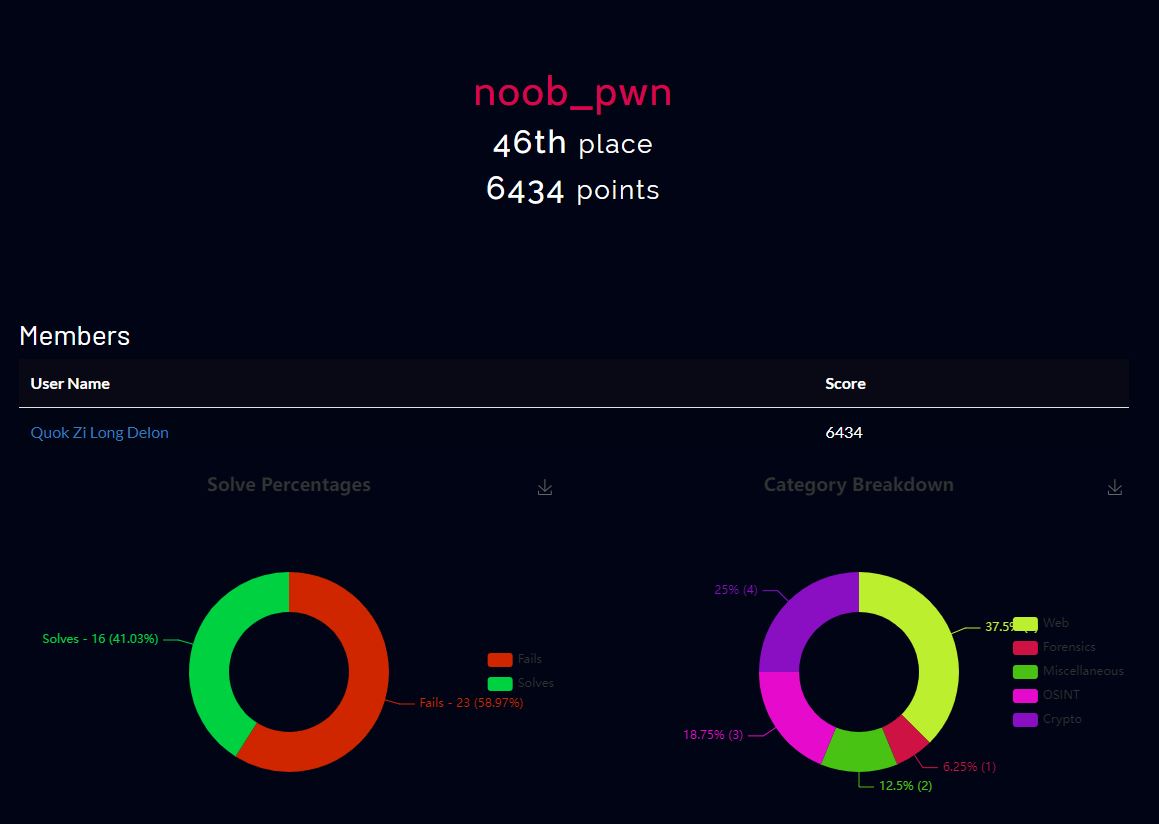 noob_pwn
46th place
6434 points
Members
User Name Score
Quok Zi Long Delon 6434
Solve Percentages
Solves - 16 (41.03%)
Fails
Solves
Fails - 23 (58.97%)
Category Breakdown
25% (4)
37.5%
Web
Forensics
Miscellaneous
OSINT
Crypto
18.75% (3)
6.25% (1)
12.5% (2)